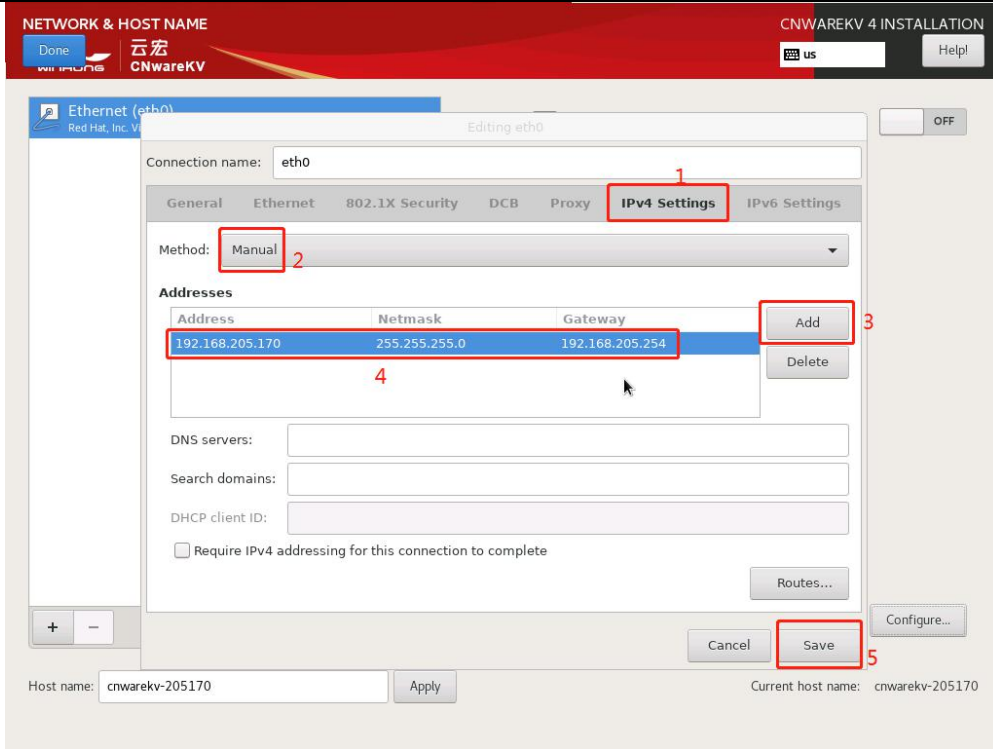 NETWORK & HOST NAME
CNWAREKV 4 INSTALLATION
Done
云宏
CNwareKV
us
Help!
Ethernet (eth0)
Red Hat, Inc. Vi
OFF
Editing eth0
Connection name: eth0
1
General Ethernet 802.1X Security DCB Proxy IPv4 Settings IPv6 Settings
Method: Manual
2
Addresses
Address Netmask Gateway
Add
3
192.168.205.170 255.255.255.0 192.168.205.254
Delete
4
DNS servers:
Search domains:
DHCP client ID:
Require IPv4 addressing for this connection to complete
Routes...
+ −
Configure...
Cancel Save
5
Host name: cnwarekv-205170 Apply Current host name: cnwarekv-205170